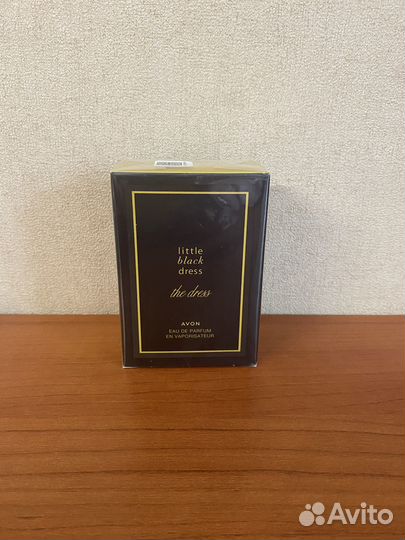 little
black
dress
the dress
AVON
EAU DE PARFUM
EN VAPORISATEUR
Avito